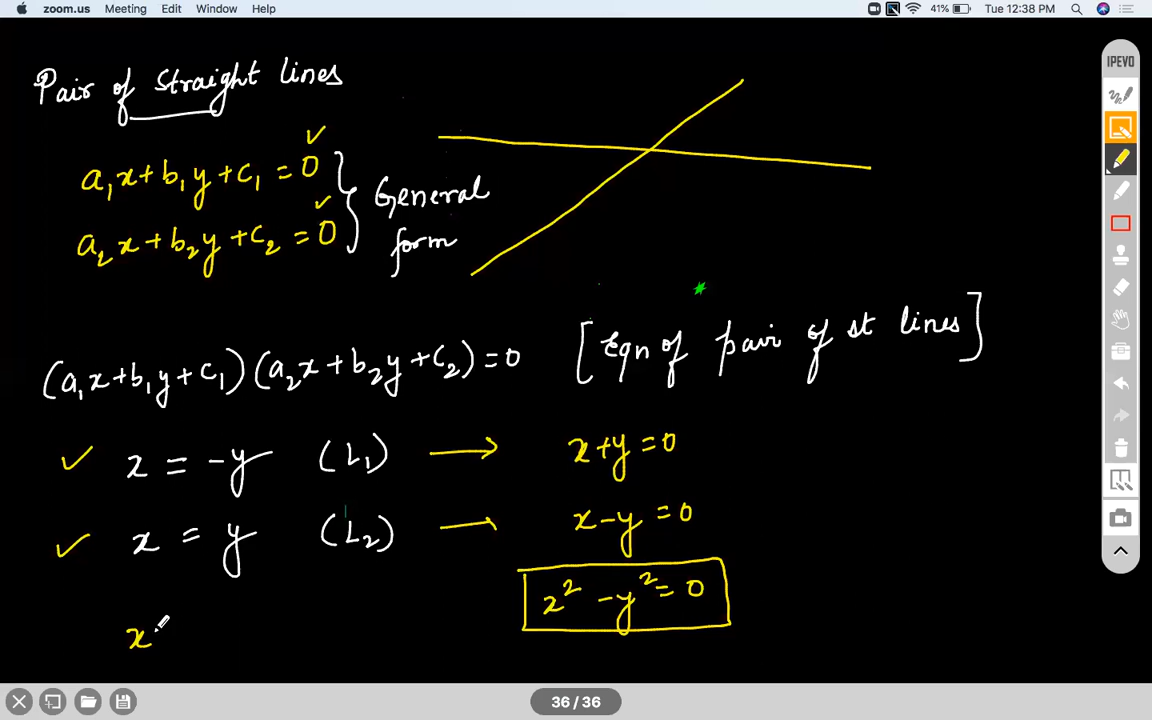 zoom.us Meeting Edit Window Help 41% Tue 12:38 PM
IPEVO
Pair of straight lines
a₁x + b₁y + c₁ = 0
a₂x + b₂y + c₂ = 0
General
form
(a₁x + b₁y + c₁) (a₂x + b₂y + c₂) = 0 [Eqn of pair of st lines]
✓ x = -y (L₁) → x + y = 0
✓ x = y (L₂) → x - y = 0
x² - y² = 0
x
36 / 36